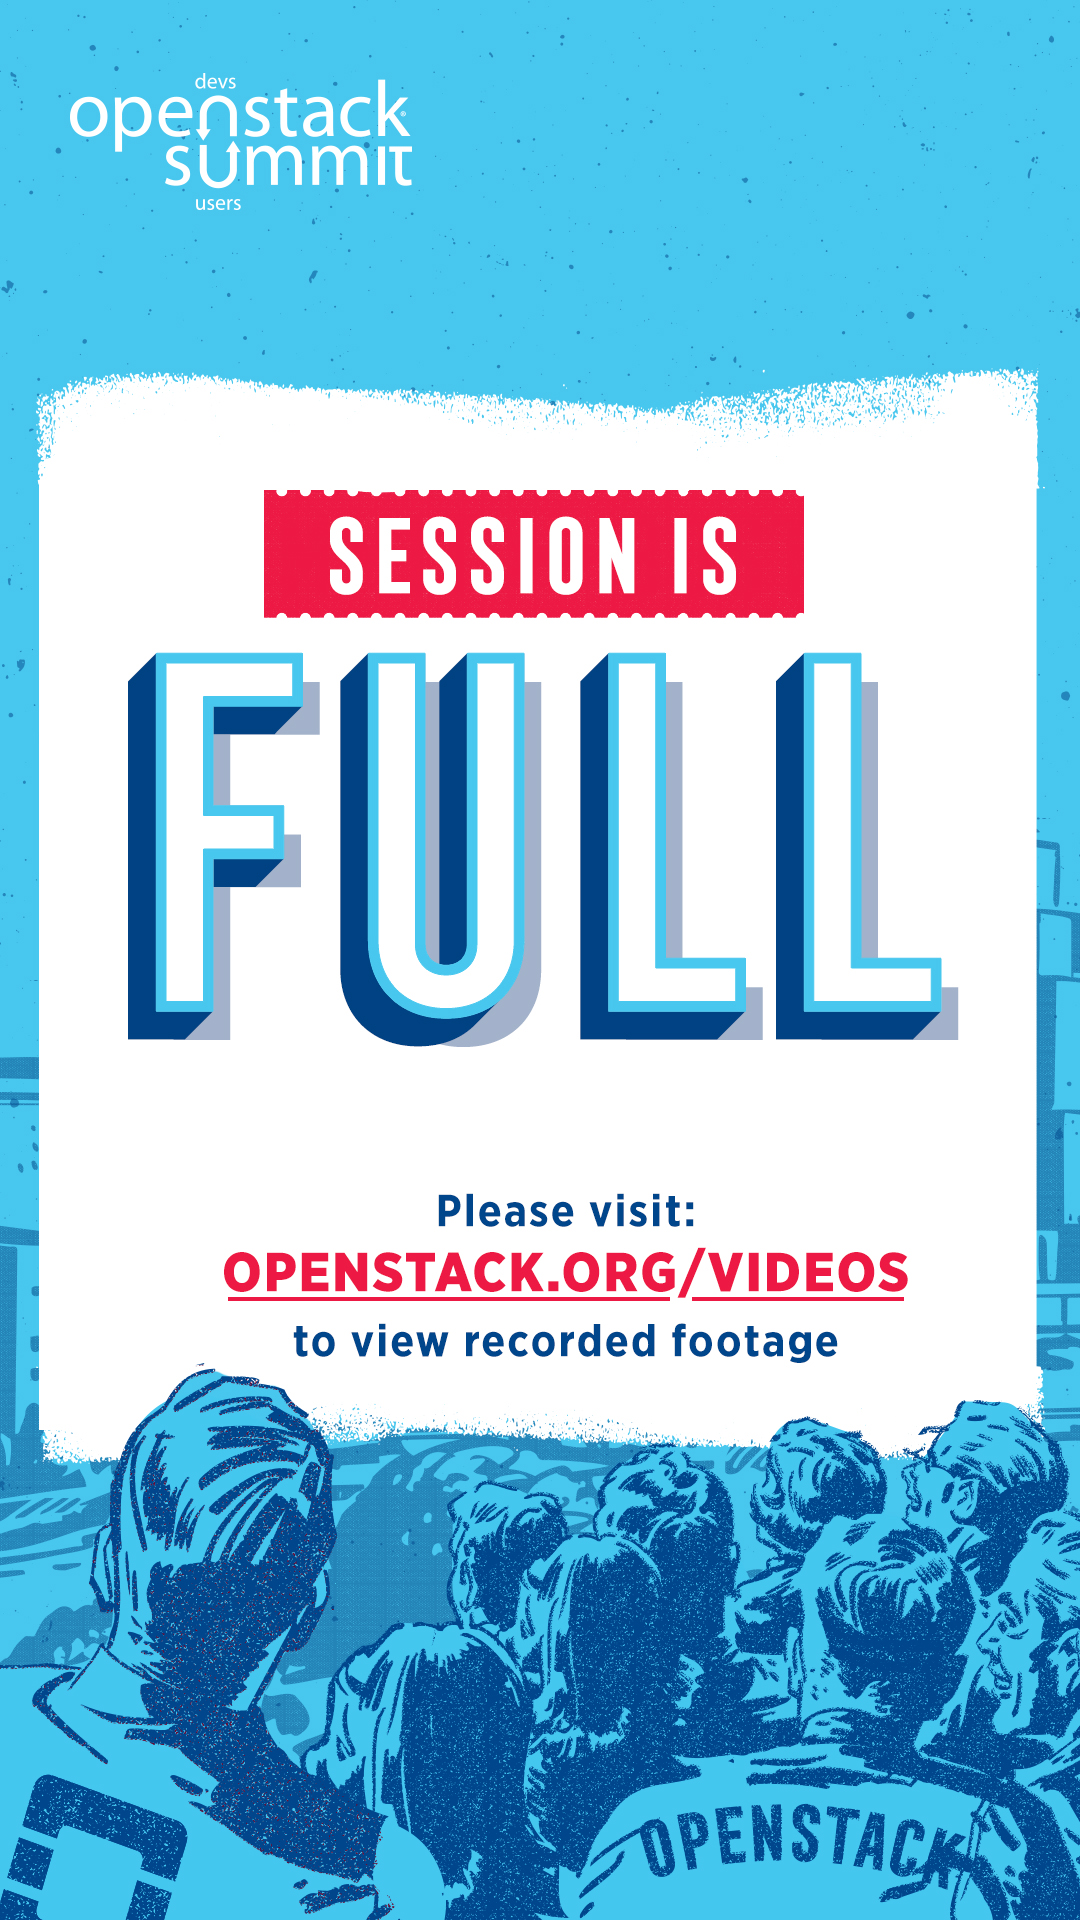 devs
openstack®
summit
users
SESSION IS
FULL
Please visit:
OPENSTACK.ORG/VIDEOS
to view recorded footage
OPENSTACK